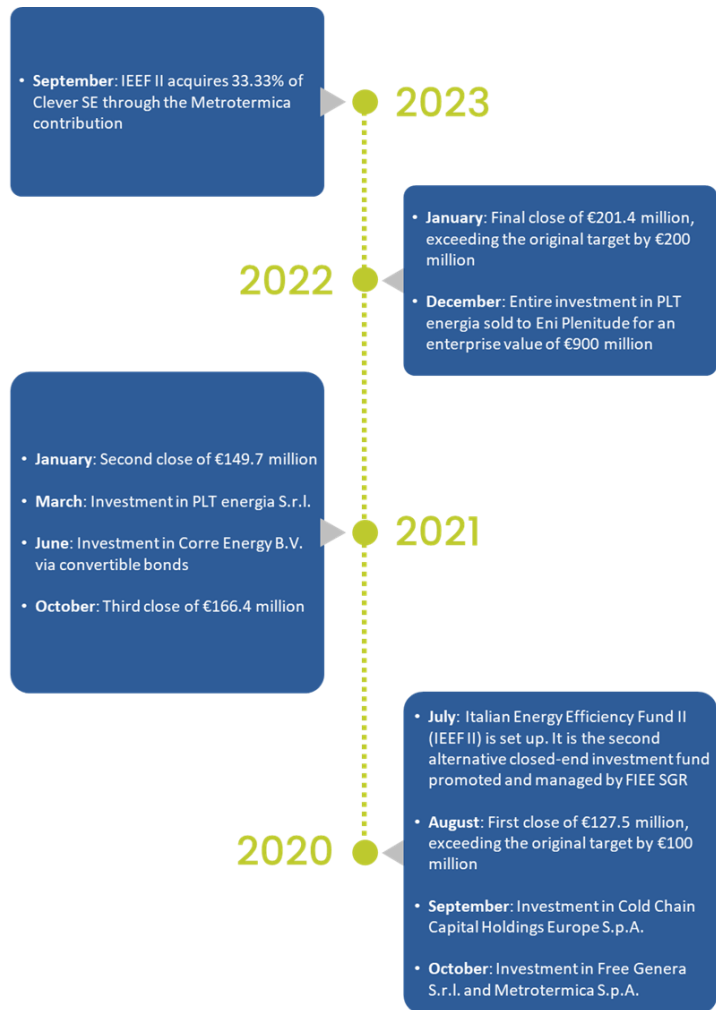 • September: IEEF II acquires 33.33% of
Clever SE through the Metrotermica
contribution
2023
2022
• January: Final close of €201.4 million,
exceeding the original target by €200
million
• December: Entire investment in PLT
energia sold to Eni Plenitude for an
enterprise value of €900 million
• January: Second close of €149.7 million
• March: Investment in PLT energia S.r.l.
• June: Investment in Corre Energy B.V.
via convertible bonds
• October: Third close of €166.4 million
2021
2020
• July: Italian Energy Efficiency Fund II
(IEEF II) is set up. It is the second
alternative closed-end investment fund
promoted and managed by FIEE SGR
• August: First close of €127.5 million,
exceeding the original target by €100
million
• September: Investment in Cold Chain
Capital Holdings Europe S.p.A.
• October: Investment in Free Genera
S.r.l. and Metrotermica S.p.A.